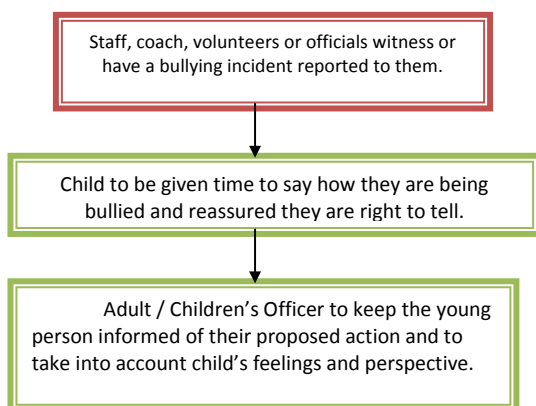 Staff, coach, volunteers or officials witness or
have a bullying incident reported to them.
Child to be given time to say how they are being
bullied and reassured they are right to tell.
Adult / Children’s Officer to keep the young
person informed of their proposed action and to
take into account child’s feelings and perspective.